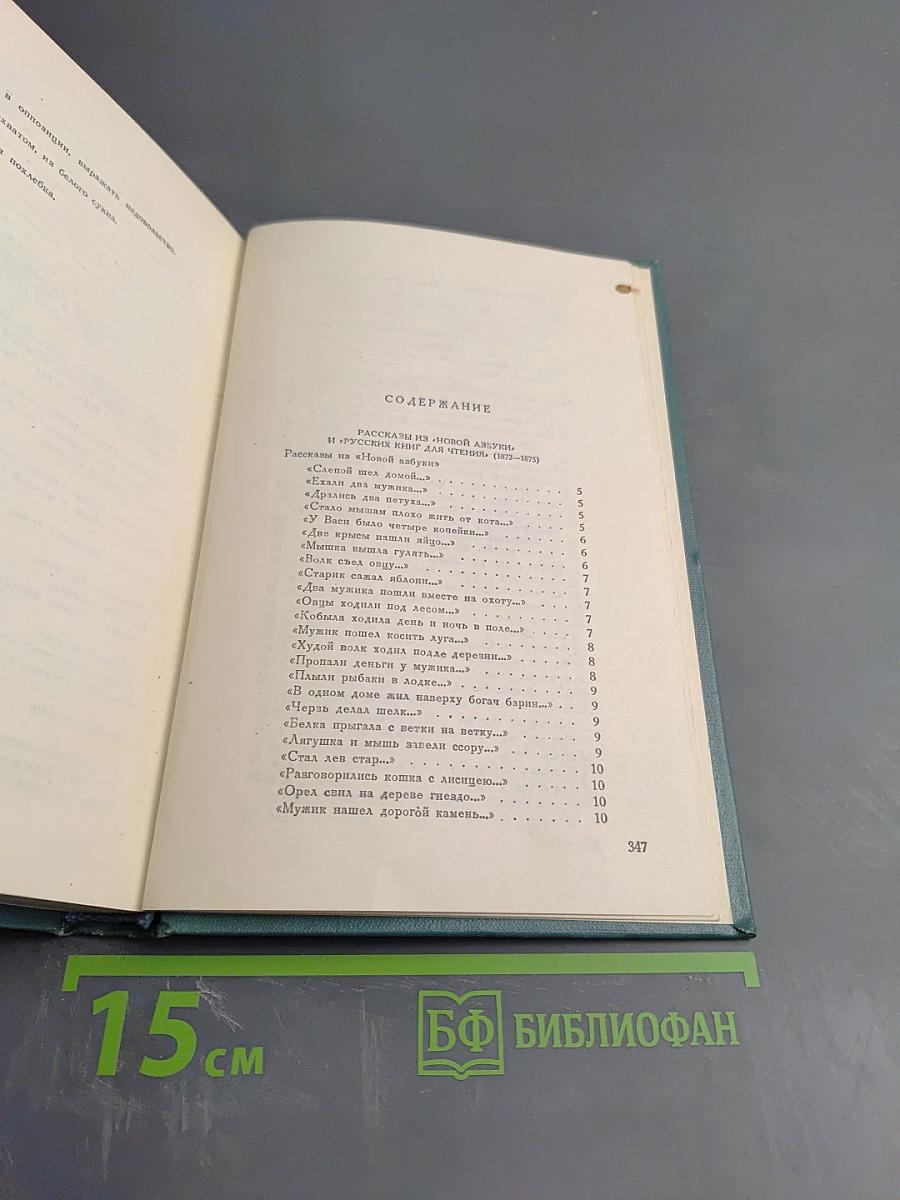 в оппозиции, выражать недовольство.
хватом, из белого сукна.
похлебка.
СОДЕРЖАНИЕ
РАССКАЗЫ ИЗ «НОВОЙ АЗБУКИ»
И «РУССКИХ КНИГ ДЛЯ ЧТЕНИЯ» (1872—1875)
Рассказы из «Новой азбуки»
«Слепой шел домой...» . . . . . . . . . . . 5
«Ехали два мужика...» . . . . . . . . . . . 5
«Дрались два петуха...» . . . . . . . . . . 5
«Стало мышам плохо жить от кота...» . . . . 5
«У Васи было четыре копейки...» . . . . . . 6
«Две крысы нашли яйцо...» . . . . . . . . . 6
«Мышка вышла гулять...» . . . . . . . . . . 6
«Волк съел овцу...» . . . . . . . . . . . . 7
«Старик сажал яблони...» . . . . . . . . . . 7
«Два мужика пошли вместе на охоту...» . . . 7
«Овцы ходили под лесом...» . . . . . . . . 7
«Кобыла ходила день и ночь в поле...» . . . . 7
«Мужик пошел косить луга...» . . . . . . . . 8
«Худой волк ходил подле деревни...» . . . . . 8
«Пропали деньги у мужика...» . . . . . . . . 8
«Плыли рыбаки в лодке...» . . . . . . . . . 9
«В одном доме жил наверху богач барин...» . . 9
«Червь делал шелк...» . . . . . . . . . . . 9
«Белка прыгала с ветки на ветку...» . . . . . 9
«Лягушка и мышь завели ссору...» . . . . . . 9
«Стал лев стар...» . . . . . . . . . . . . . 10
«Разговорились кошка с лисицею...» . . . . . 10
«Орел свил на дереве гнездо...» . . . . . . . 10
«Мужик нашел дорогой камень...» . . . . . . 10
347
15 см
БФ БИБЛИОФАН